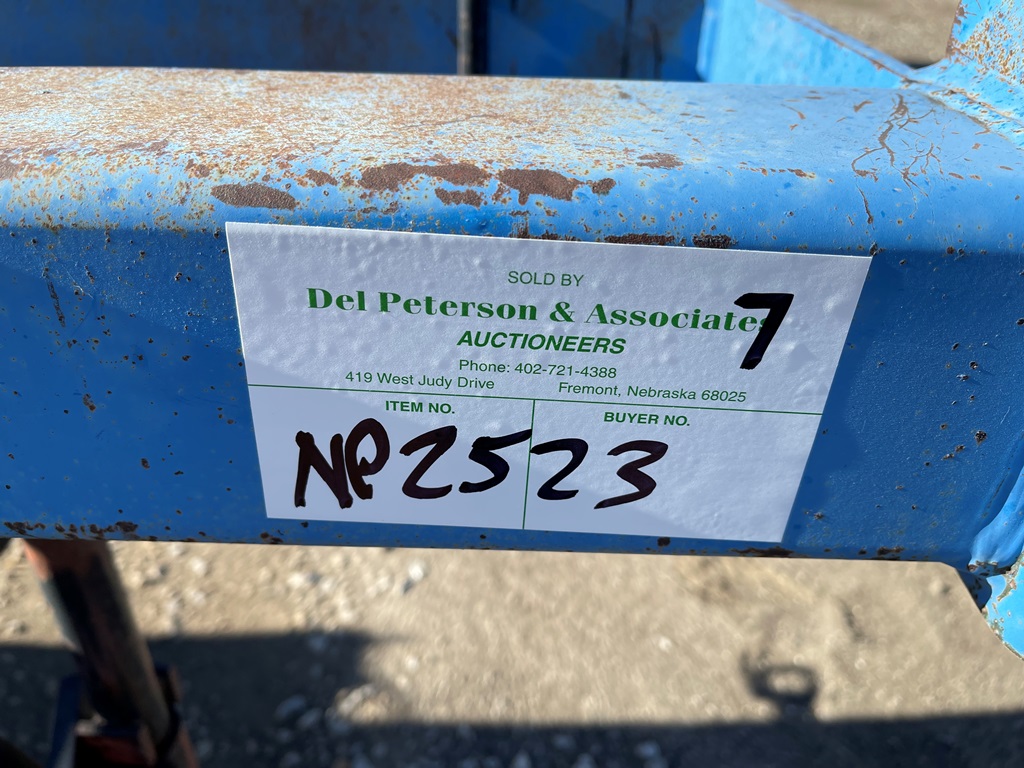 SOLD BY
Del Peterson & Associates
7
AUCTIONEERS
Phone: 402-721-4388
419 West Judy Drive Fremont, Nebraska 68025
ITEM NO. BUYER NO.
NP2523